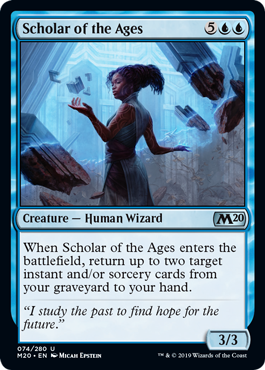 Scholar of the Ages 5
Creature — Human Wizard M20
When Scholar of the Ages enters the
battlefield, return up to two target
instant and/or sorcery cards from
your graveyard to your hand.
“I study the past to find hope for the
future.”
3/3
074/280 U
M20 • EN Micah Epstein ™ & © 2019 Wizards of the Coast